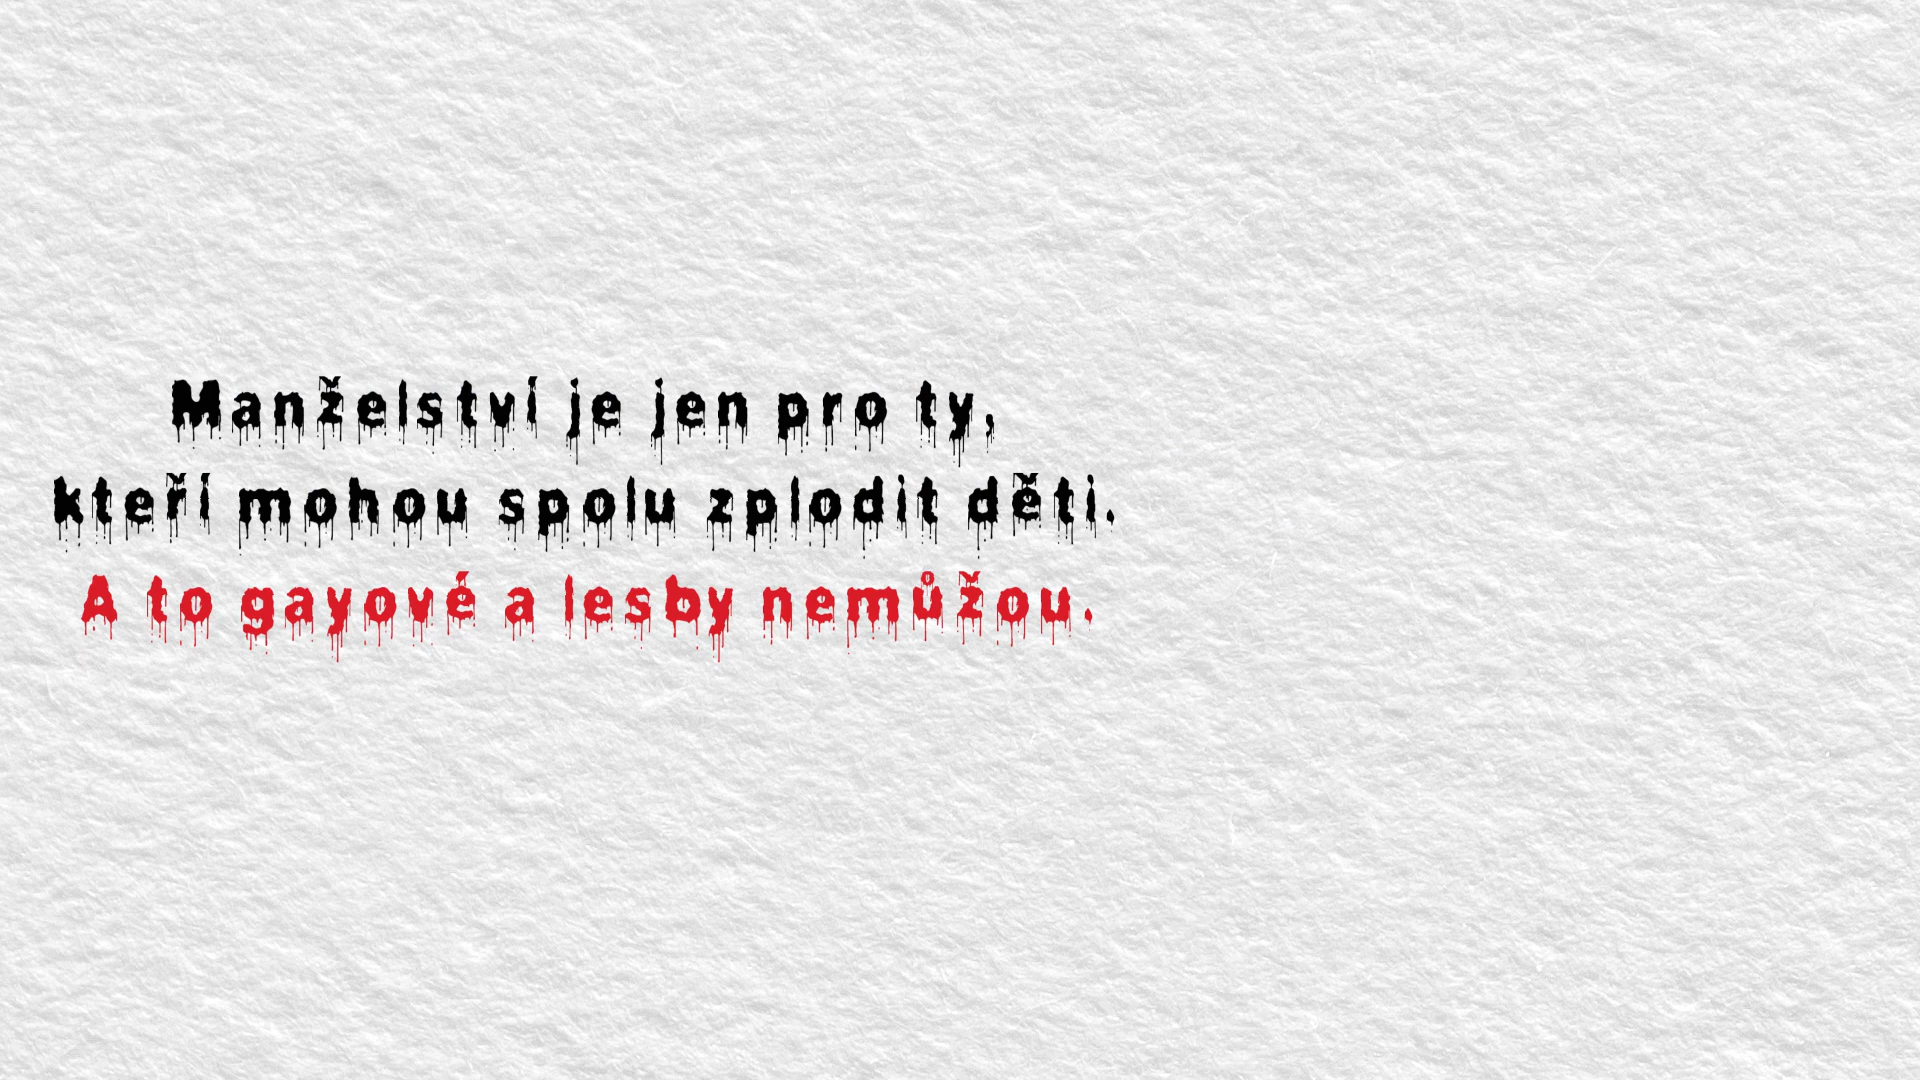 Manželství je jen pro ty,
kteří mohou spolu zplodit děti.
A to gayové a lesby nemůžou.